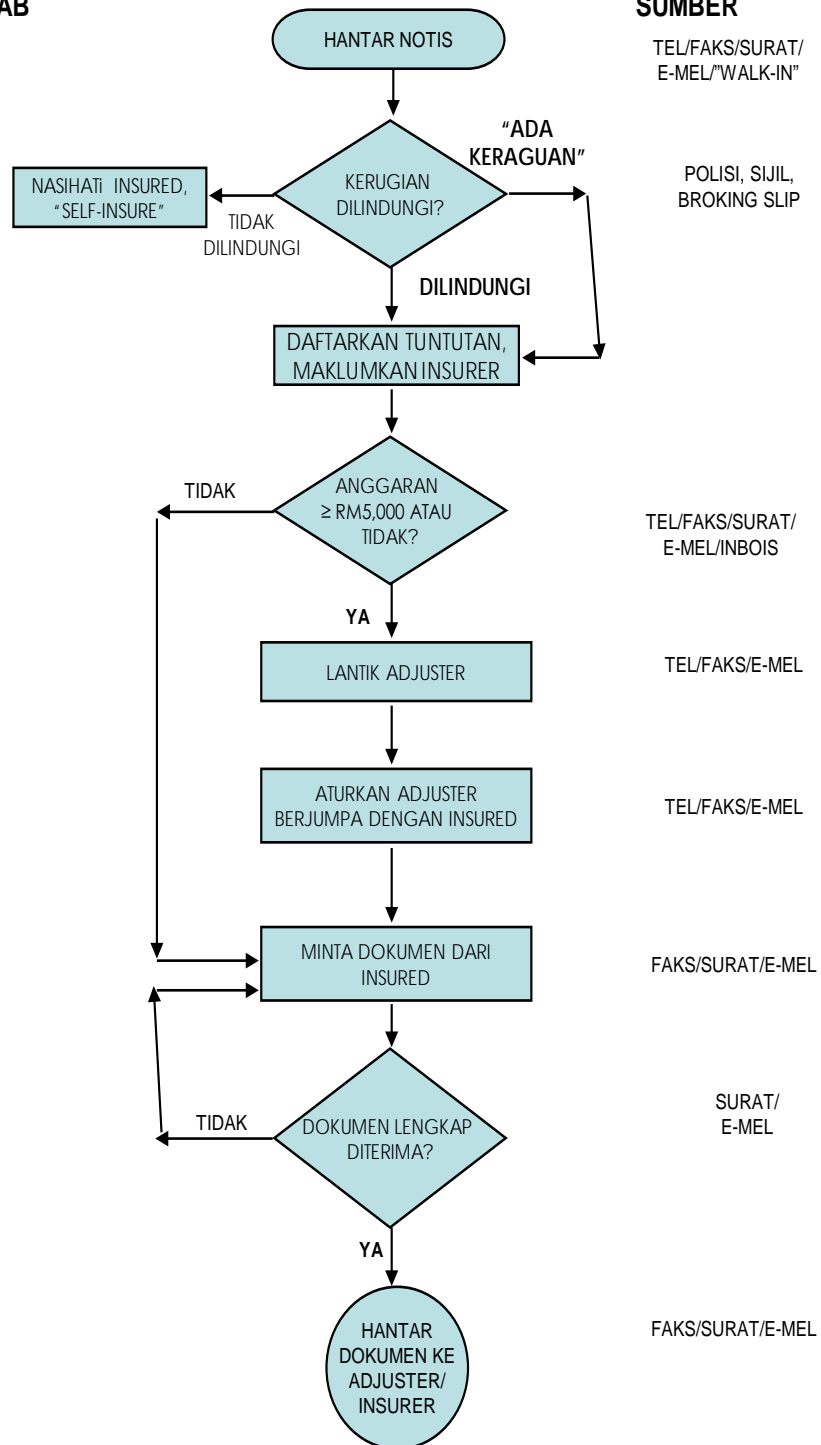 AB
SUMBER
HANTAR NOTIS
TEL/FAKS/SURAT/
E-MEL/"WALK-IN"
"ADA
KERAGUAN"
KERUGIAN
DILINDUNGI?
NASIHATi INSURED,
"SELF-INSURE"
TIDAK
DILINDUNGI
POLISI, SIJIL,
BROKING SLIP
DILINDUNGI
DAFTARKAN TUNTUTAN,
MAKLUMKAN INSURER
TIDAK
ANGGARAN
≥ RM5,000 ATAU
TIDAK?
TEL/FAKS/SURAT/
E-MEL/INBOIS
YA
LANTIK ADJUSTER
TEL/FAKS/E-MEL
ATURKAN ADJUSTER
BERJUMPA DENGAN INSURED
TEL/FAKS/E-MEL
MINTA DOKUMEN DARI
INSURED
FAKS/SURAT/E-MEL
TIDAK
DOKUMEN LENGKAP
DITERIMA?
SURAT/
E-MEL
YA
HANTAR
DOKUMEN KE
ADJUSTER/
INSURER
FAKS/SURAT/E-MEL